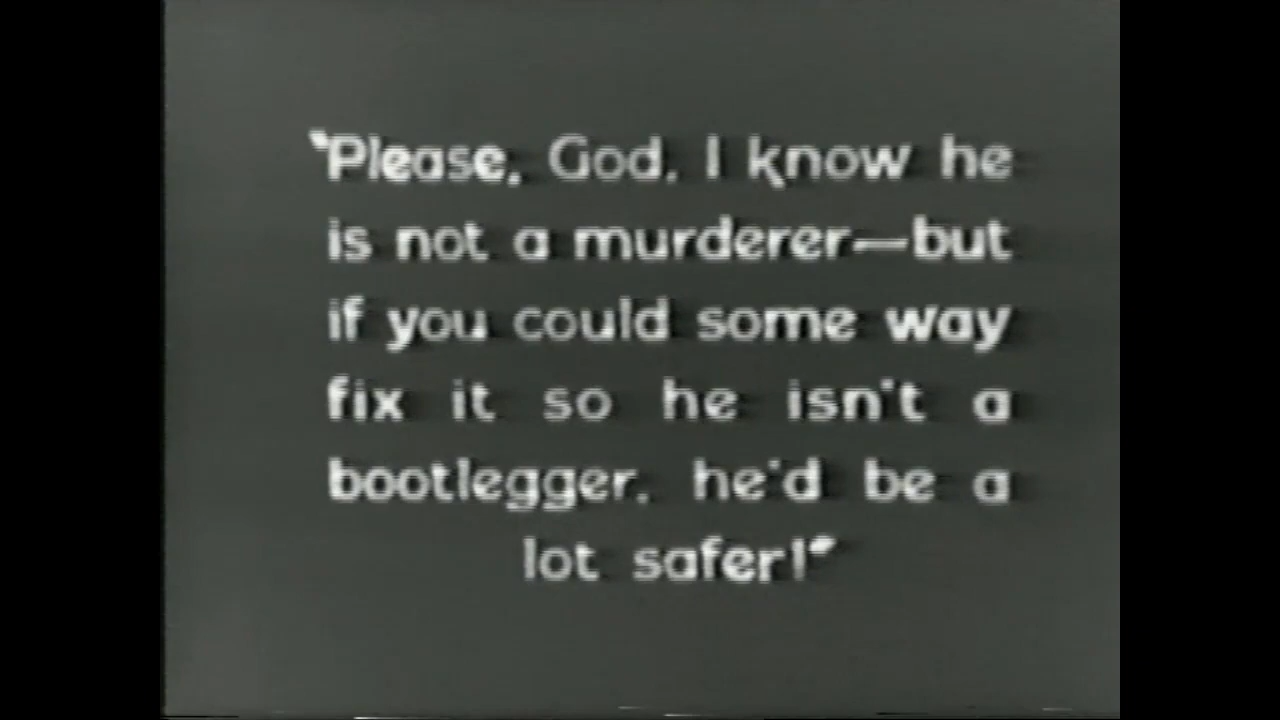 "Please, God, I know he
is not a murderer—but
if you could some way
fix it so he isn't a
bootlegger, he'd be a
lot safer!"